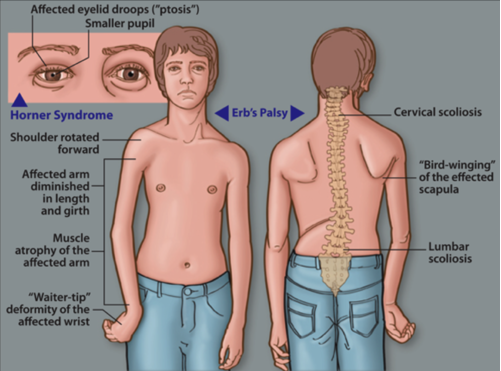 Affected eyelid droops ("ptosis")
Smaller pupil
Horner Syndrome
Erb's Palsy
Shoulder rotated
forward
Affected arm
diminished
in length
and girth
Muscle
atrophy of the
affected arm
"Waiter-tip"
deformity of the
affected wrist
Cervical scoliosis
"Bird-winging"
of the effected
scapula
Lumbar
scoliosis